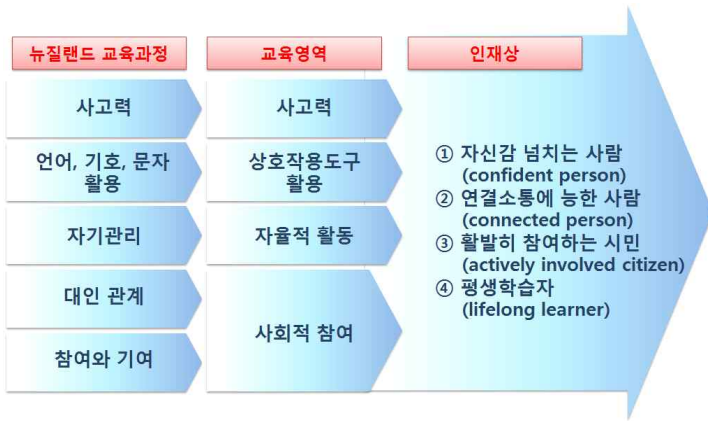 뉴질랜드 교육과정
교육영역
인재상
사고력
언어, 기호, 문자
활용
자기관리
대인 관계
참여와 기여
사고력
상호작용도구
활용
자율적 활동
사회적 참여
① 자신감 넘치는 사람
(confident person)
② 연결소통에 능한 사람
(connected person)
③ 활발히 참여하는 시민
(actively involved citizen)
④ 평생학습자
(lifelong learner)